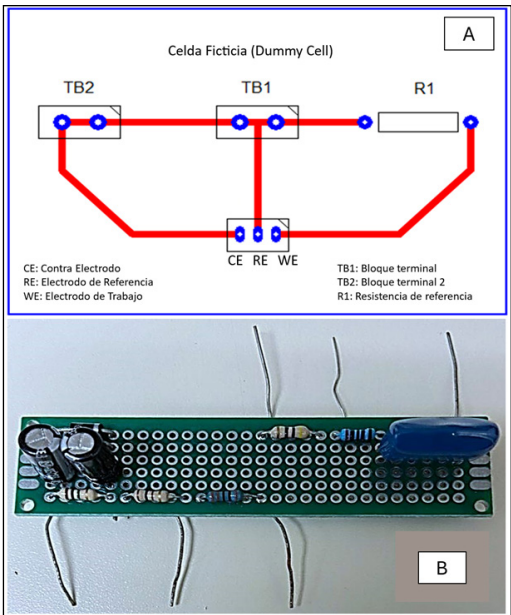 A
Celda Ficticia (Dummy Cell)
TB2
TB1
R1
CE RE WE
CE: Contra Electrodo
RE: Electrodo de Referencia
WE: Electrodo de Trabajo
TB1: Bloque terminal
TB2: Bloque terminal 2
R1: Resistencia de referencia
B